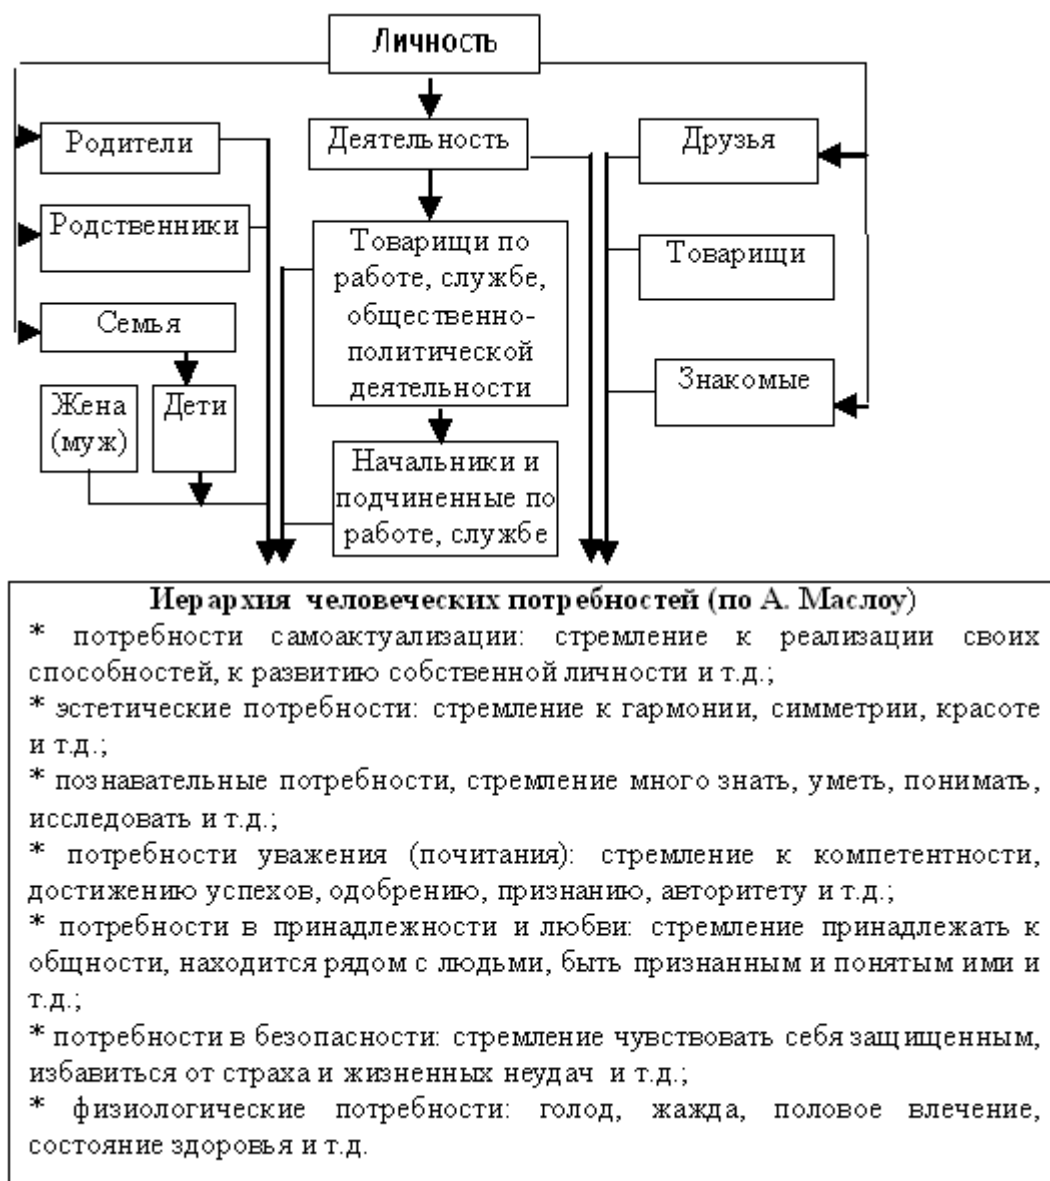 Личность
Родители
Деятельность
Друзья
Родственники
Товарищи по
работе, службе,
общественно-
политической
деятельности
Товарищи
Семья
Знакомые
Жена
(муж)
Дети
Начальники и
подчиненные по
работе, службе
Иерархия человеческих потребностей (по А. Маслоу)
* потребности самоактуализации: стремление к реализации своих
способностей, к развитию собственной личности и т.д.;
* эстетические потребности: стремление к гармонии, симметрии, красоте
и т.д.;
* познавательные потребности, стремление много знать, уметь, понимать,
исследовать и т.д.;
* потребности уважения (почитания): стремление к компетентности,
достижению успехов, одобрению, признанию, авторитету и т.д.;
* потребности в принадлежности и любви: стремление принадлежать к
общности, находится рядом с людьми, быть признанным и понятым ими и
т.д.;
* потребности в безопасности: стремление чувствовать себя защищенным,
избавиться от страха и жизненных неудач и т.д.;
* физиологические потребности: голод, жажда, половое влечение,
состояние здоровья и т.д.